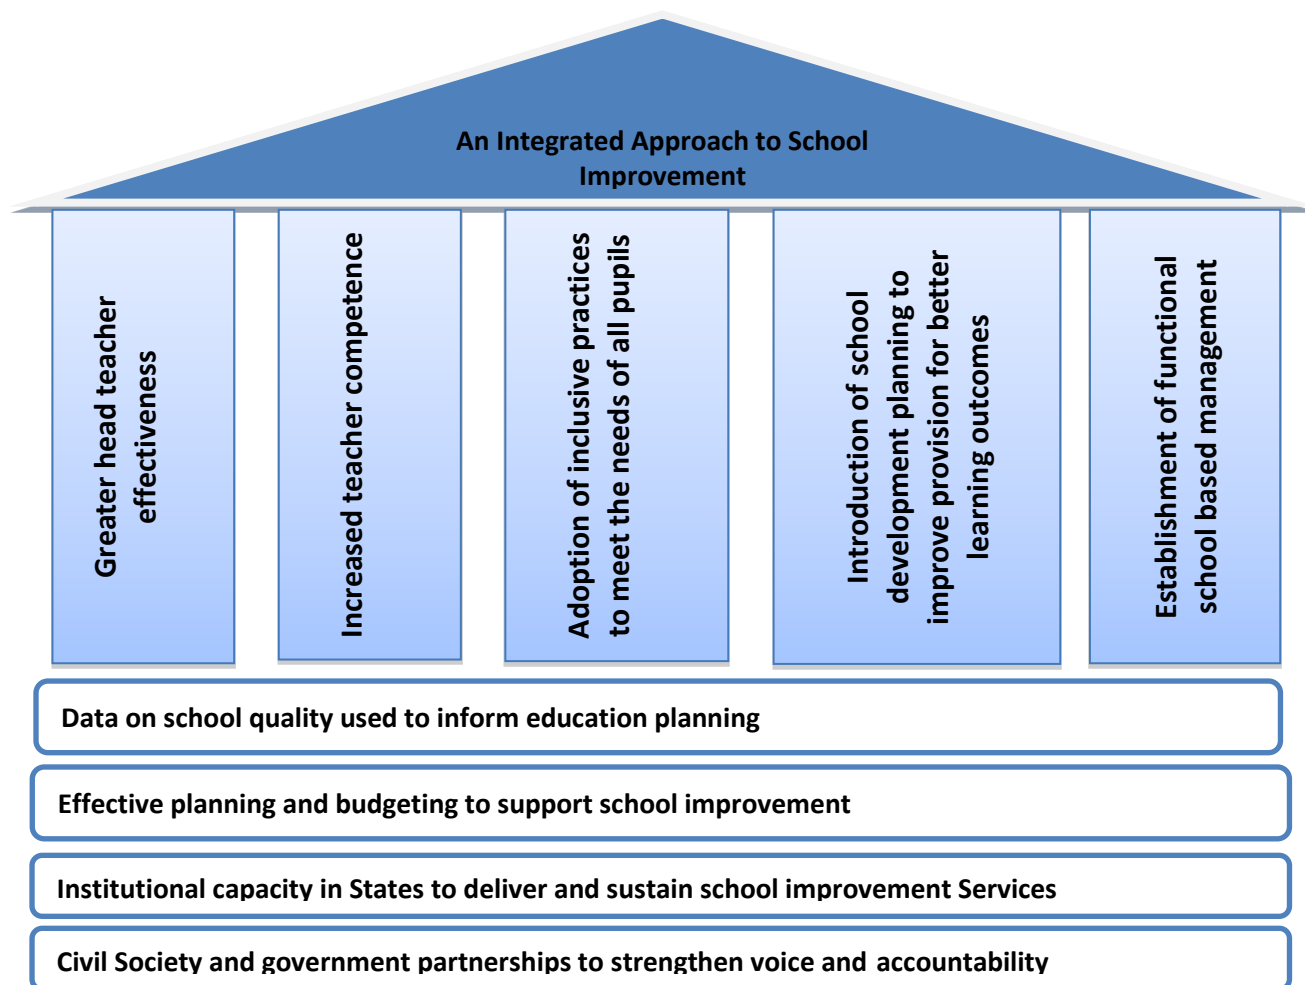 An Integrated Approach to School
Improvement
Greater head teacher
effectiveness
Increased teacher competence
Adoption of inclusive practices
to meet the needs of all pupils
Introduction of school
development planning to
improve provision for better
learning outcomes
Establishment of functional
school based management
Data on school quality used to inform education planning
Effective planning and budgeting to support school improvement
Institutional capacity in States to deliver and sustain school improvement Services
Civil Society and government partnerships to strengthen voice and accountability